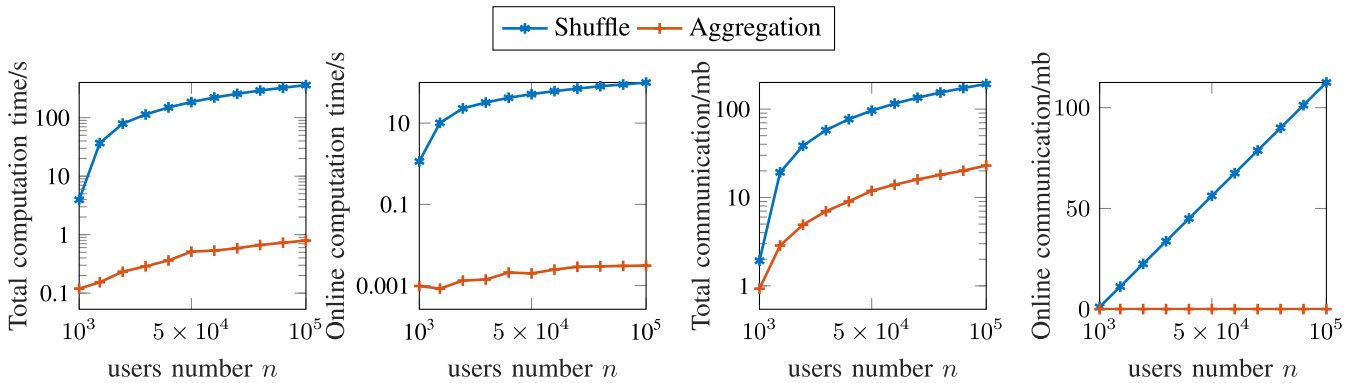 Shuffle Aggregation
Total computation time/s
100
10
1
0.1
10³ 5 × 10⁴ 10⁵
users number n
Online computation time/s
10
0.1
0.001
10³ 5 × 10⁴ 10⁵
users number n
Total communication/mb
100
10
1
10³ 5 × 10⁴ 10⁵
users number n
Online communication/mb
100
50
0
10³ 5 × 10⁴ 10⁵
users number n